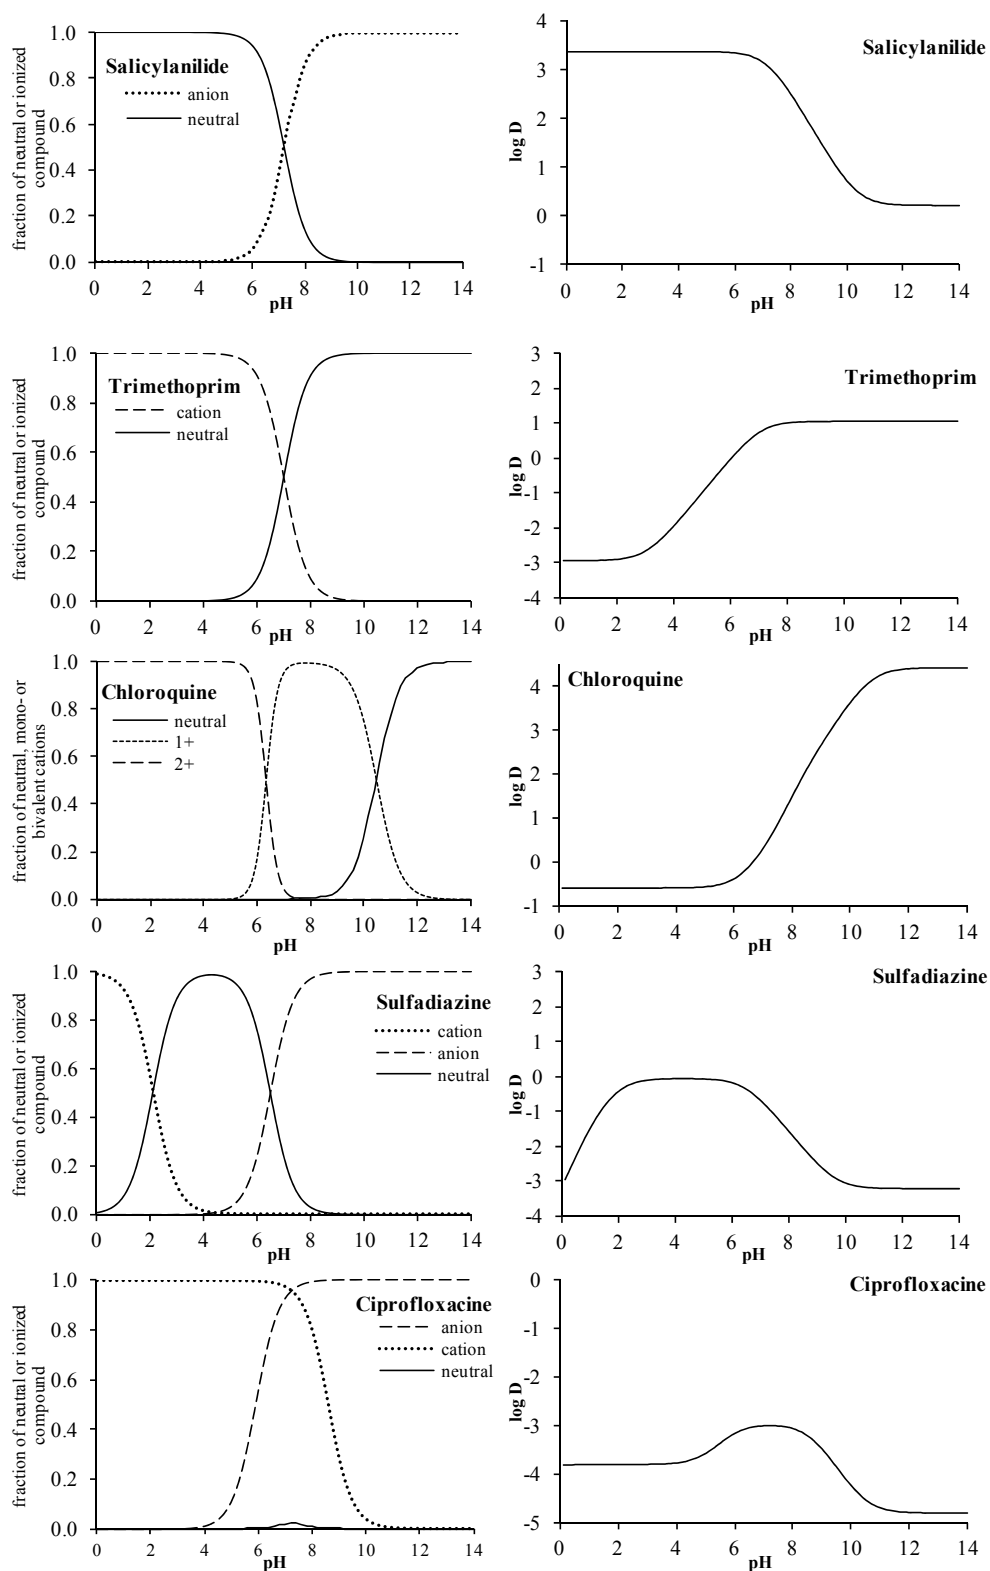 fraction of neutral or ionized
compound
1.0
0.8
0.6
0.4
0.2
0.0
Salicylanilide
anion
neutral
0 2 4 6 8 10 12 14
pH
log D
4
3
2
1
0
-1
Salicylanilide
0 2 4 6 8 10 12 14
pH
fraction of neutral or ionized
compound
1.0
0.8
0.6
0.4
0.2
0.0
Trimethoprim
cation
neutral
0 2 4 6 8 10 12 14
pH
log D
3
2
1
0
-1
-2
-3
-4
Trimethoprim
0 2 4 6 8 10 12 14
pH
fraction of neutral, mono- or
bivalent cations
1.0
0.8
0.6
0.4
0.2
0.0
Chloroquine
neutral
1+
2+
0 2 4 6 8 10 12 14
pH
log D
4
3
2
1
0
-1
Chloroquine
0 2 4 6 8 10 12 14
pH
fraction of neutral or ionized
compound
1.0
0.8
0.6
0.4
0.2
0.0
Sulfadiazine
cation
anion
neutral
0 2 4 6 8 10 12 14
pH
log D
3
2
1
0
-1
-2
-3
-4
Sulfadiazine
0 2 4 6 8 10 12 14
pH
fraction of neutral or ionized
compound
1.0
0.8
0.6
0.4
0.2
0.0
Ciprofloxacine
anion
cation
neutral
0 2 4 6 8 10 12 14
pH
log D
0
-1
-2
-3
-4
-5
Ciprofloxacine
0 2 4 6 8 10 12 14
pH